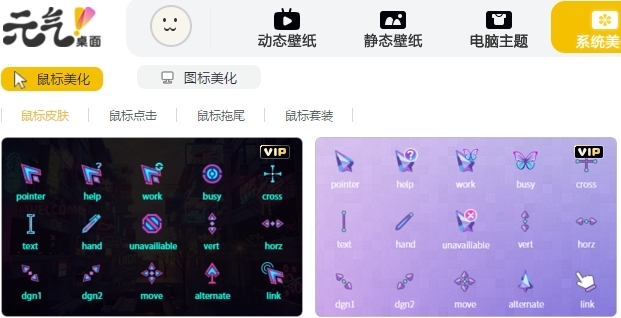 元气!桌面
动态壁纸 静态壁纸 电脑主题 系统美
鼠标美化 图标美化
鼠标皮肤 鼠标点击 鼠标拖尾 鼠标套装
VIP
pointer help work busy cross
text hand unavailiable vert horz
dgn1 dgn2 move alternate link
VIP
pointer help work busy cross
text hand unavailiable vert horz
dgn1 dgn2 move alternate link